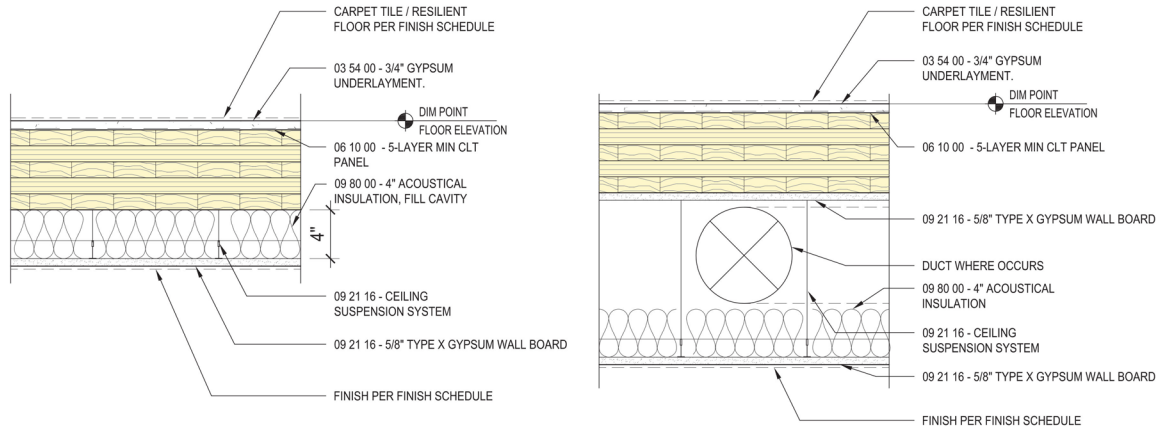 CARPET TILE / RESILIENT
FLOOR PER FINISH SCHEDULE
03 54 00 - 3/4" GYPSUM
UNDERLAYMENT.
DIM POINT
FLOOR ELEVATION
06 10 00 - 5-LAYER MIN CLT
PANEL
09 80 00 - 4" ACOUSTICAL
INSULATION, FILL CAVITY
4"
09 21 16 - CEILING
SUSPENSION SYSTEM
09 21 16 - 5/8" TYPE X GYPSUM WALL BOARD
FINISH PER FINISH SCHEDULE
CARPET TILE / RESILIENT
FLOOR PER FINISH SCHEDULE
03 54 00 - 3/4" GYPSUM
UNDERLAYMENT.
DIM POINT
FLOOR ELEVATION
06 10 00 - 5-LAYER MIN CLT PANEL
09 21 16 - 5/8" TYPE X GYPSUM WALL BOARD
DUCT WHERE OCCURS
09 80 00 - 4" ACOUSTICAL
INSULATION
09 21 16 - CEILING
SUSPENSION SYSTEM
09 21 16 - 5/8" TYPE X GYPSUM WALL BOARD
FINISH PER FINISH SCHEDULE